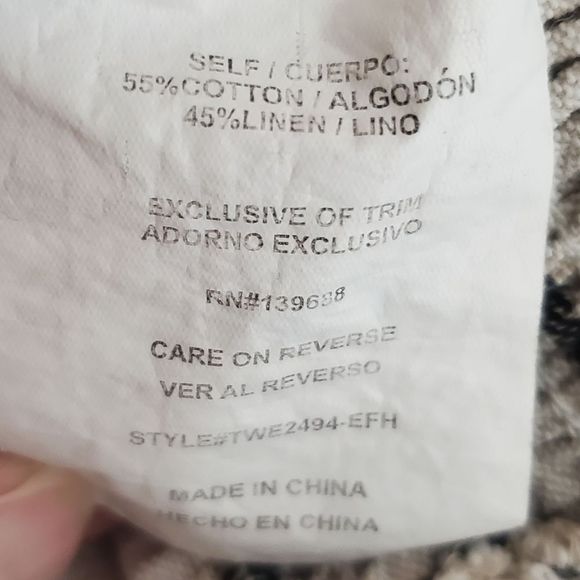 SELF / CUERPO:
55%COTTON / ALGODÓN
45%LINEN / LINO
EXCLUSIVE OF TRIM
ADORNO EXCLUSIVO
RN#139688
CARE ON REVERSE
VER AL REVERSO
STYLE#TWE2494-EFH
MADE IN CHINA
HECHO EN CHINA